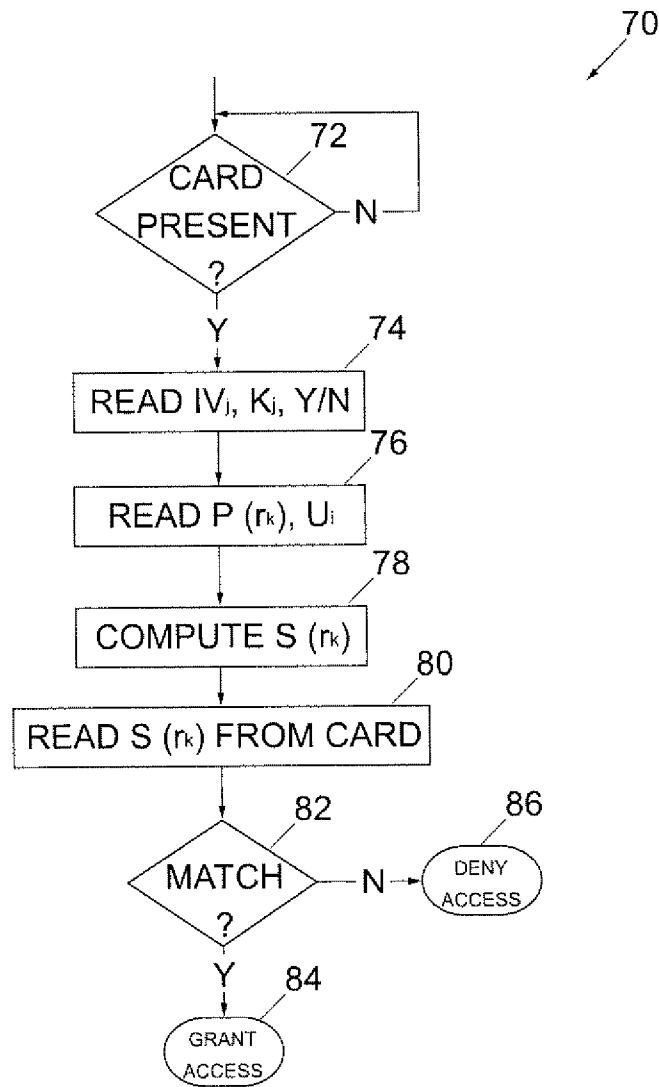 70
72
CARD
PRESENT
?
N
Y
74
READ IVj, Kj, Y/N
76
READ P (rk), Ui
78
COMPUTE S (rk)
80
READ S (rk) FROM CARD
82
MATCH
?
N
86
DENY
ACCESS
Y
84
GRANT
ACCESS